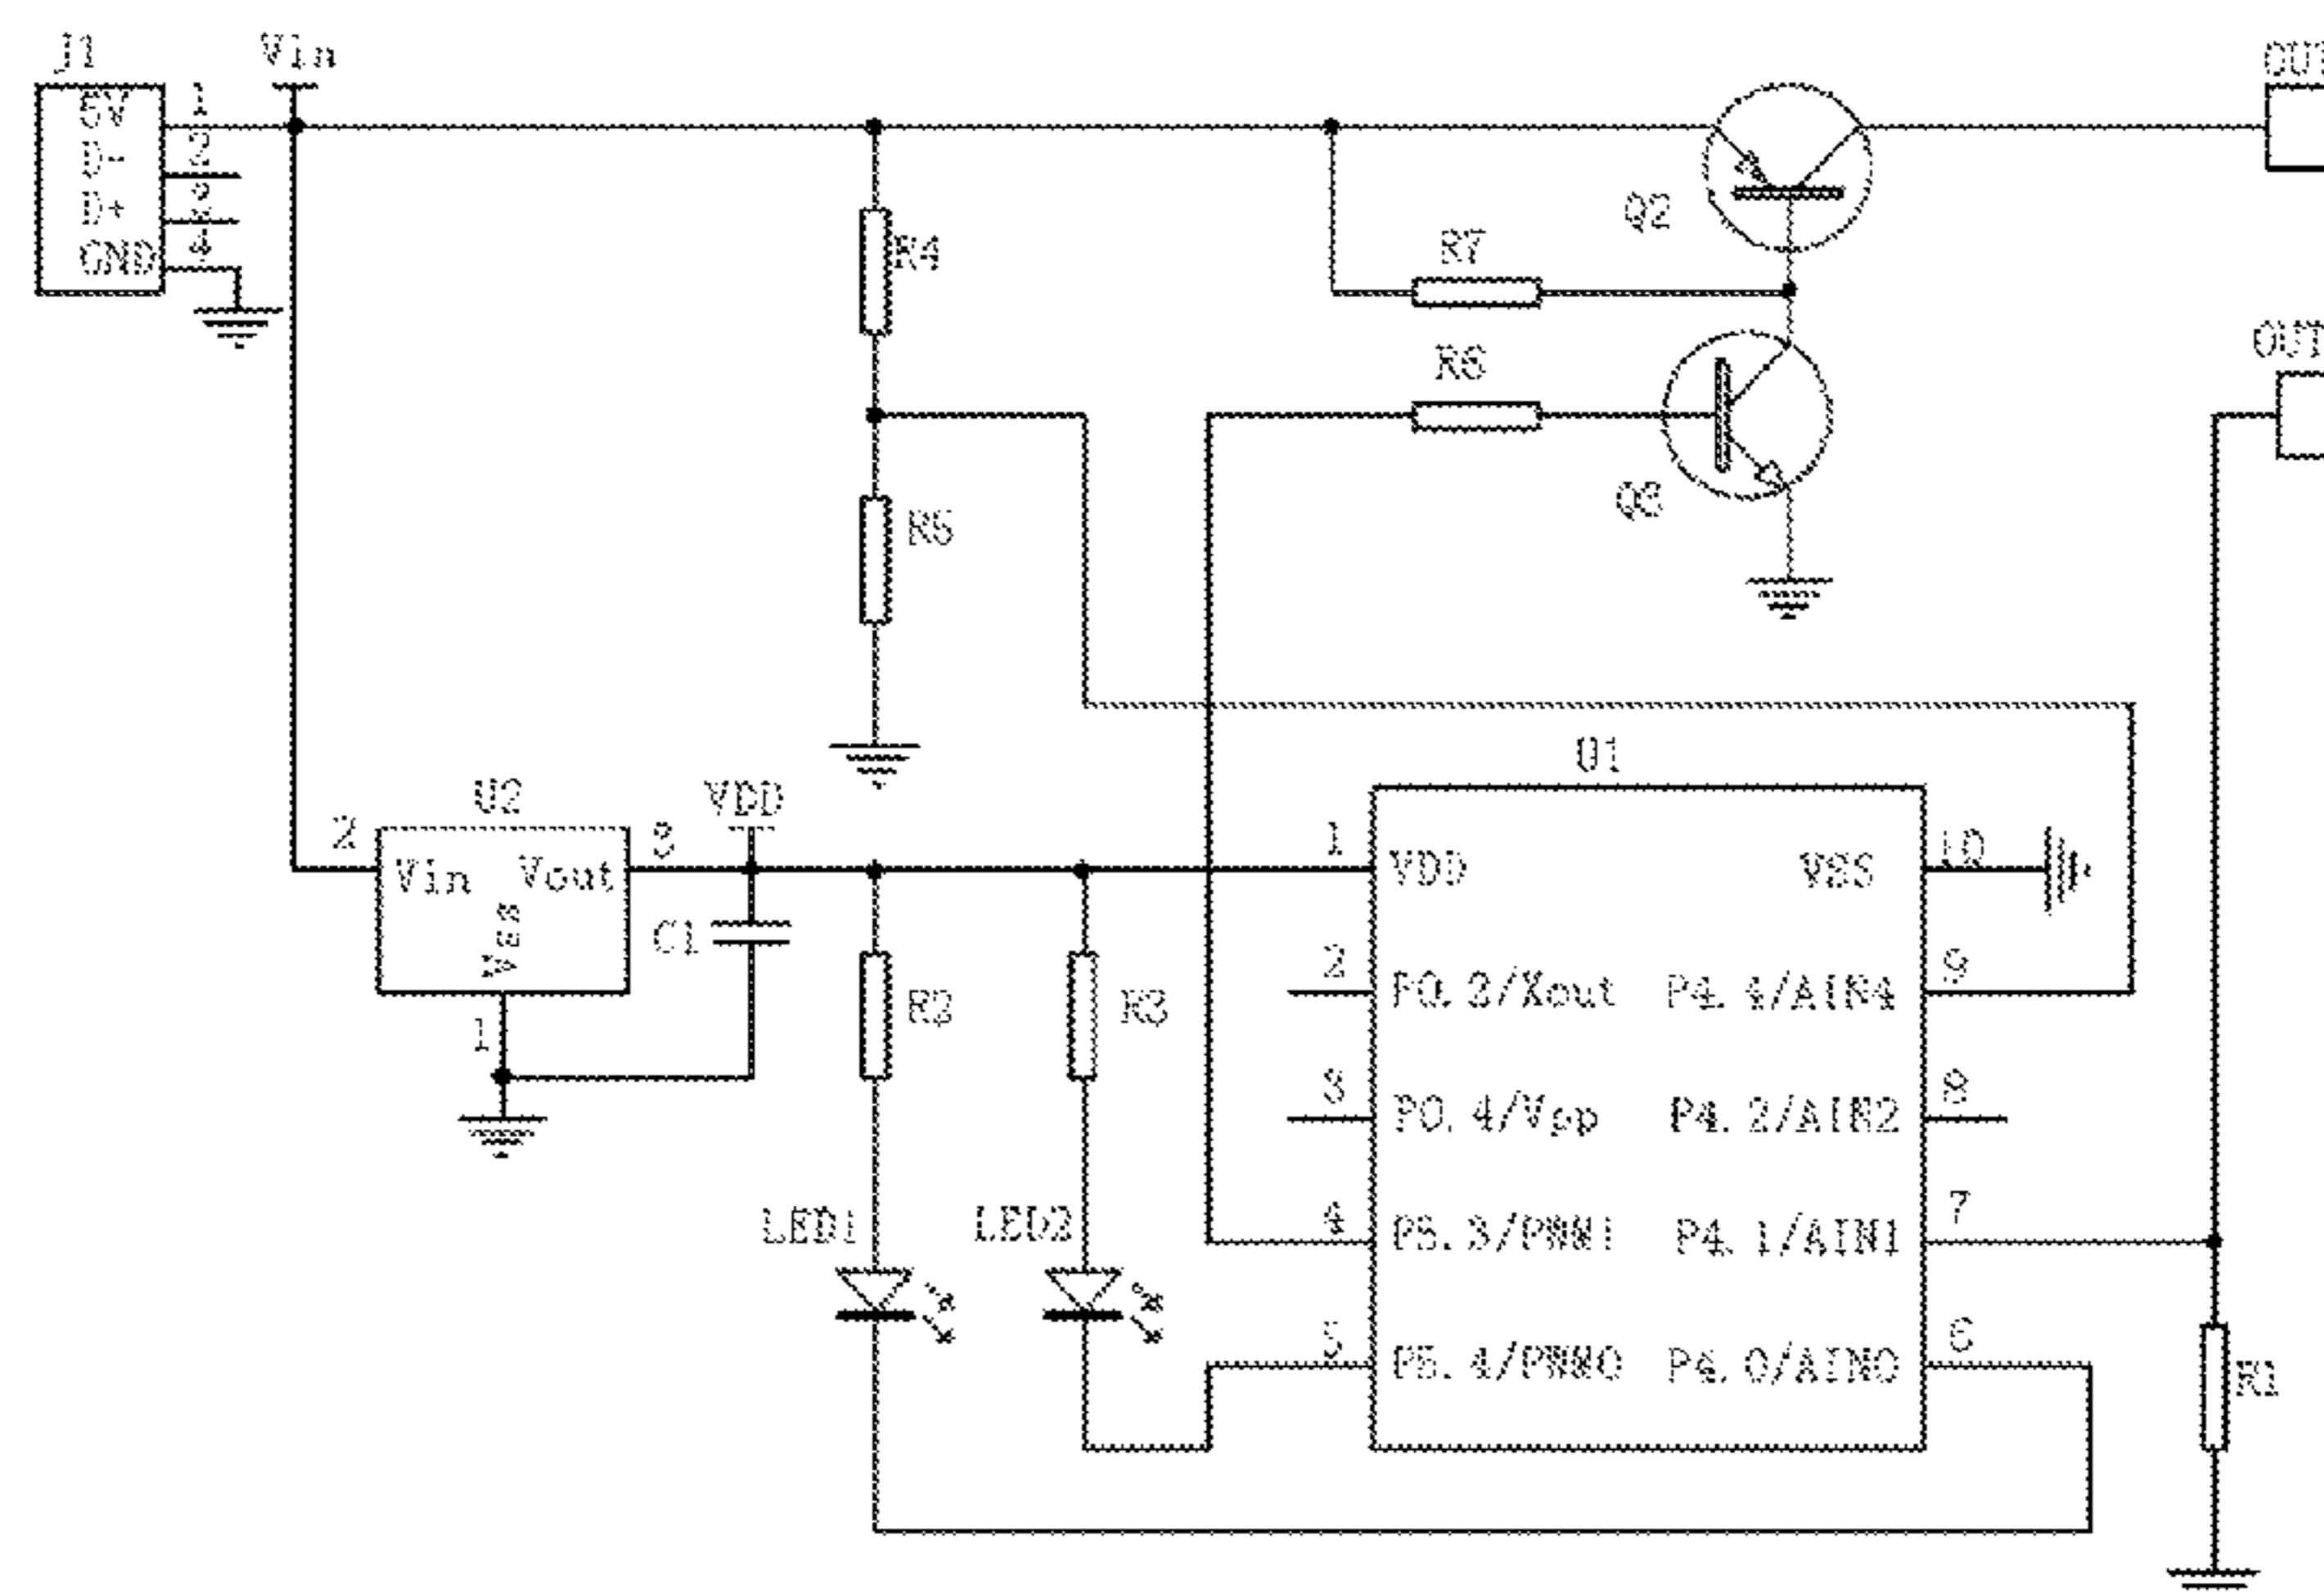 J1
Vin
OUT
5V
1
D-
2
D+
3
GND
4
Q2
R4
R7
OUT
R6
Q3
R5
U1
U2
VDD
2
3
1
10
Vin
Vout
VDD
VSS
Vss
C1
2
9
R2
R3
P0.2/Xout
P4.4/AIN4
1
3
8
P0.4/Vpp
P4.2/AIN2
LED1
LED2
4
7
P5.3/PWM1
P4.1/AIN1
5
6
P5.4/PWM0
P4.0/AIN0
R1